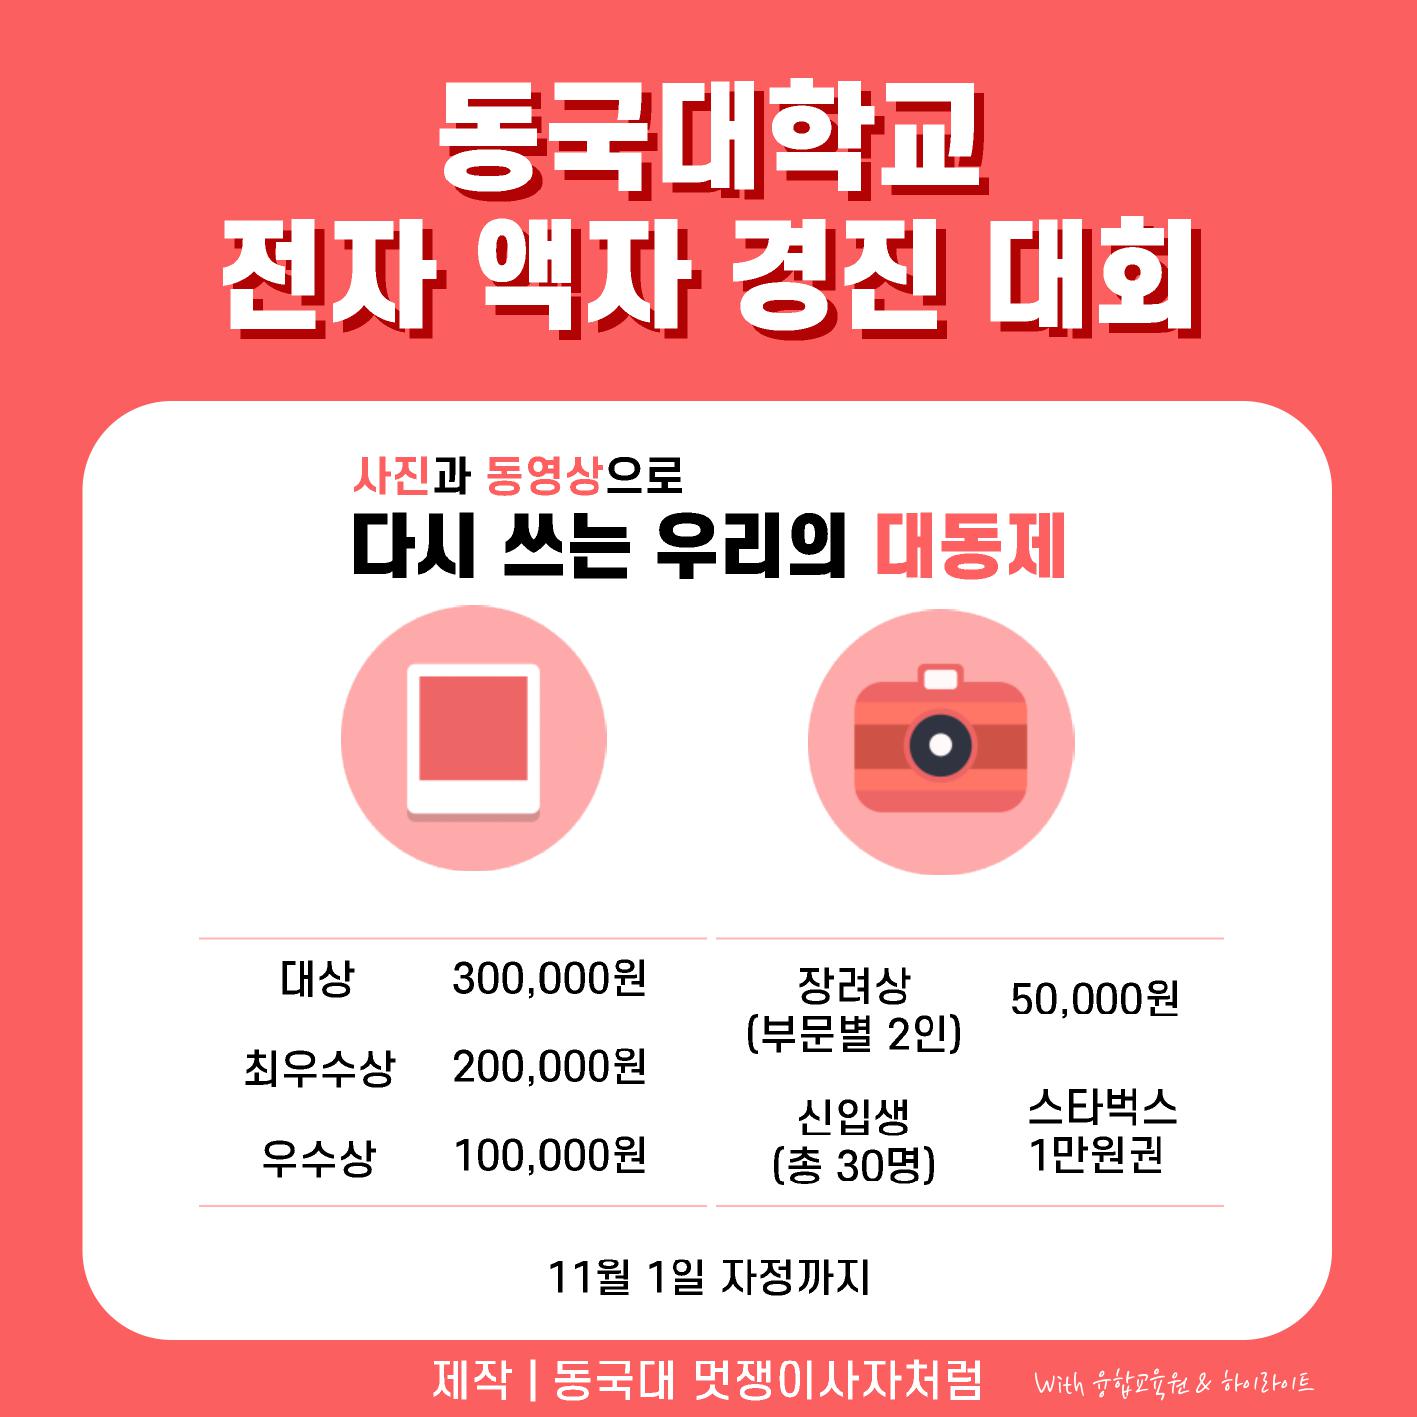 동국대학교
전자 액자 경진 대회
사진과 동영상으로
다시 쓰는 우리의 대동제
대상 300,000원
최우수상 200,000원
우수상 100,000원
장려상
(부문별 2인) 50,000원
신입생
(총 30명)
스타벅스
1만원권
11월 1일 자정까지
제작 | 동국대 멋쟁이사자처럼
With 융합교육원 & 하이라이트